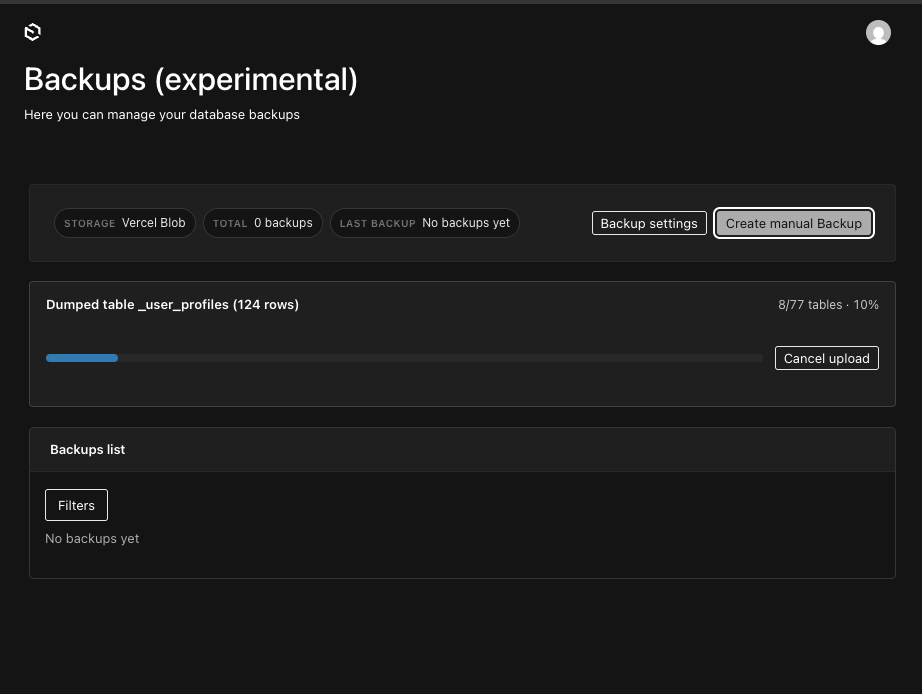 Backups (experimental)
Here you can manage your database backups
STORAGE Vercel Blob TOTAL 0 backups LAST BACKUP No backups yet Backup settings Create manual Backup
Dumped table _user_profiles (124 rows) 8/77 tables · 10%
Cancel upload
Backups list
Filters
No backups yet